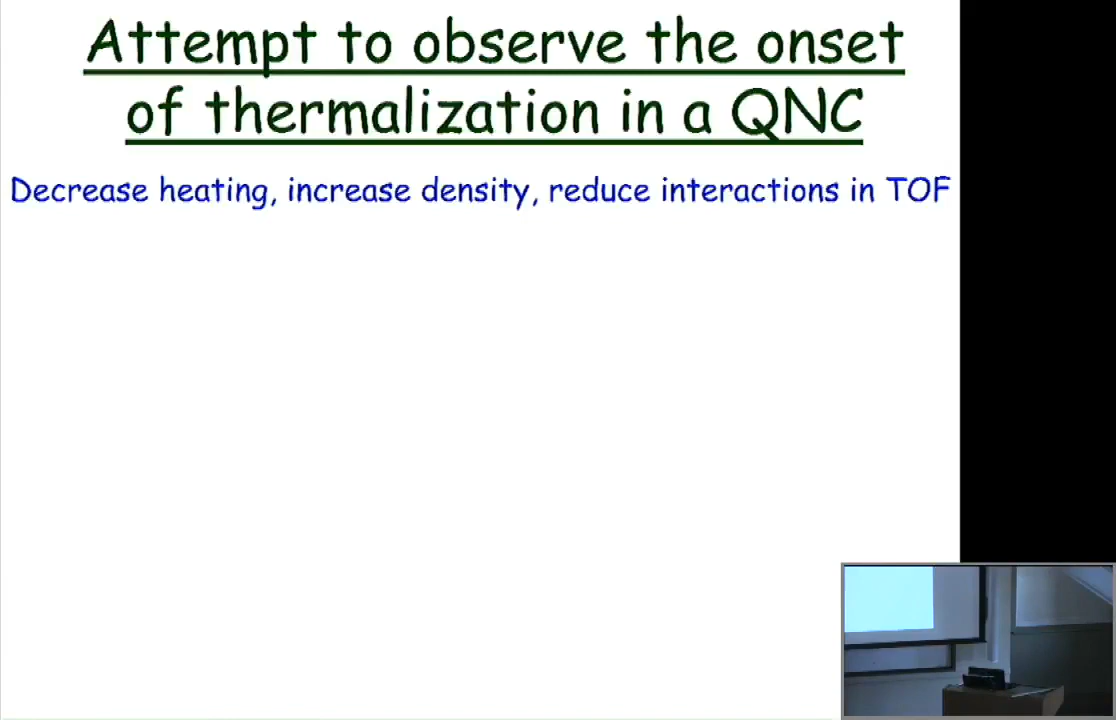 Attempt to observe the onset
of thermalization in a QNC
Decrease heating, increase density, reduce interactions in TOF